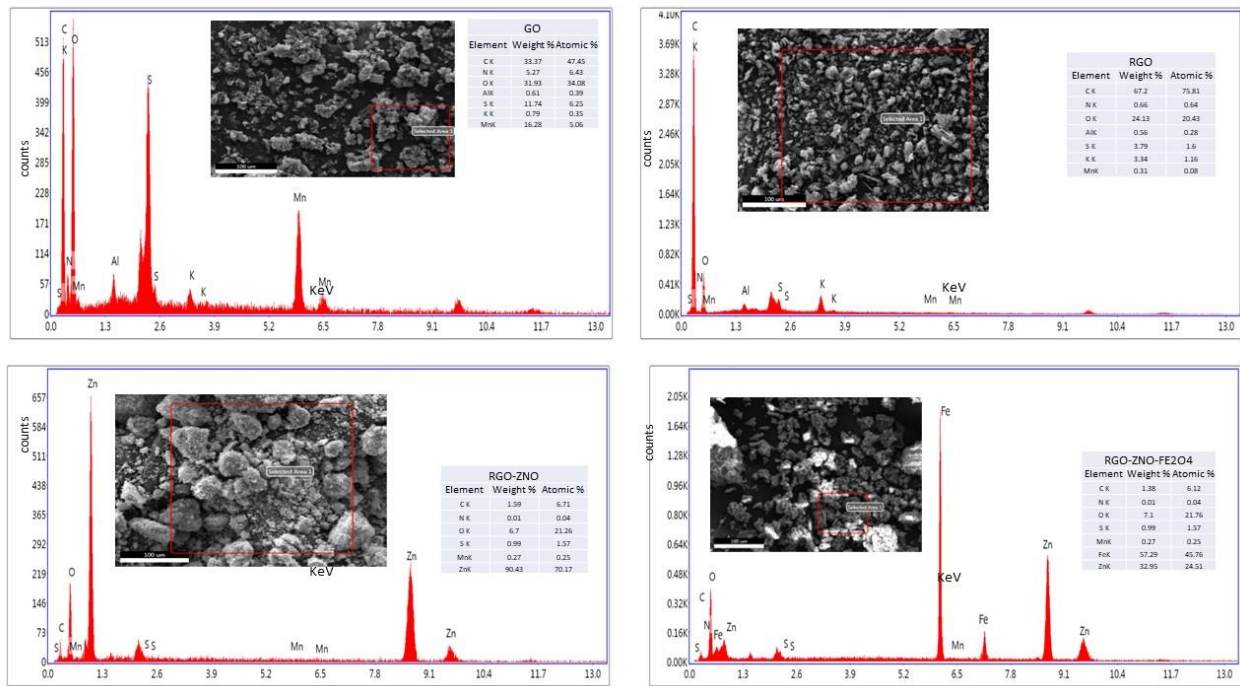 GO
Element Weight % Atomic %
C K 33.37 47.45
N K 5.27 6.43
O K 31.93 34.08
AlK 0.61 0.39
S K 11.74 6.25
K K 0.79 0.35
MnK 16.28 5.06
Selected Area 1
100 um
counts
513
456
399
342
285
228
171
114
57
0.0
C
K
O
S
N
S
Mn
Al
S
K
K
Mn
Mn
KeV
0.0 1.3 2.6 3.9 5.2 6.5 7.8 9.1 10.4 11.7 13.0
RGO
Element Weight % Atomic %
C K 67.2 75.81
N K 0.66 0.64
O K 24.13 20.43
AlK 0.56 0.28
S K 3.79 1.6
K K 3.34 1.16
MnK 0.31 0.08
Selected Area 1
100 um
counts
4.10K
3.69K
3.28K
2.87K
2.46K
2.05K
1.64K
1.23K
0.82K
0.41K
0.00K
C
K
O
N
S
Mn
Al
S
S
K
K
Mn
Mn
KeV
0.0 1.3 2.6 3.9 5.2 6.5 7.8 9.1 10.4 11.7 13.0
RGO-ZNO
Element Weight % Atomic %
C K 1.59 6.71
N K 0.01 0.04
O K 6.7 21.26
S K 0.99 1.57
MnK 0.27 0.25
ZnK 90.43 70.17
Selected Area 1
100 um
counts
657
584
511
438
365
292
219
146
73
0
Zn
O
C
S
Mn
S S
Mn
Mn
Zn
Zn
KeV
0.0 1.3 2.6 3.9 5.2 6.5 7.8 9.1 10.4 11.7 13.0
RGO-ZNO-FE2O4
Element Weight % Atomic %
C K 1.38 6.12
N K 0.01 0.04
O K 7.1 21.76
S K 0.99 1.57
MnK 0.27 0.25
FeK 57.29 45.76
ZnK 32.95 24.51
Selected Area 1
100 um
counts
2.05K
1.64K
1.28K
0.96K
0.80K
0.64K
0.48K
0.32K
0.16K
0.00K
O
C
N
S
Fe
Zn
S S
Fe
Mn
Fe
Zn
Zn
KeV
0.0 1.3 2.6 3.9 5.2 6.5 7.8 9.1 10.4 11.7 13.0